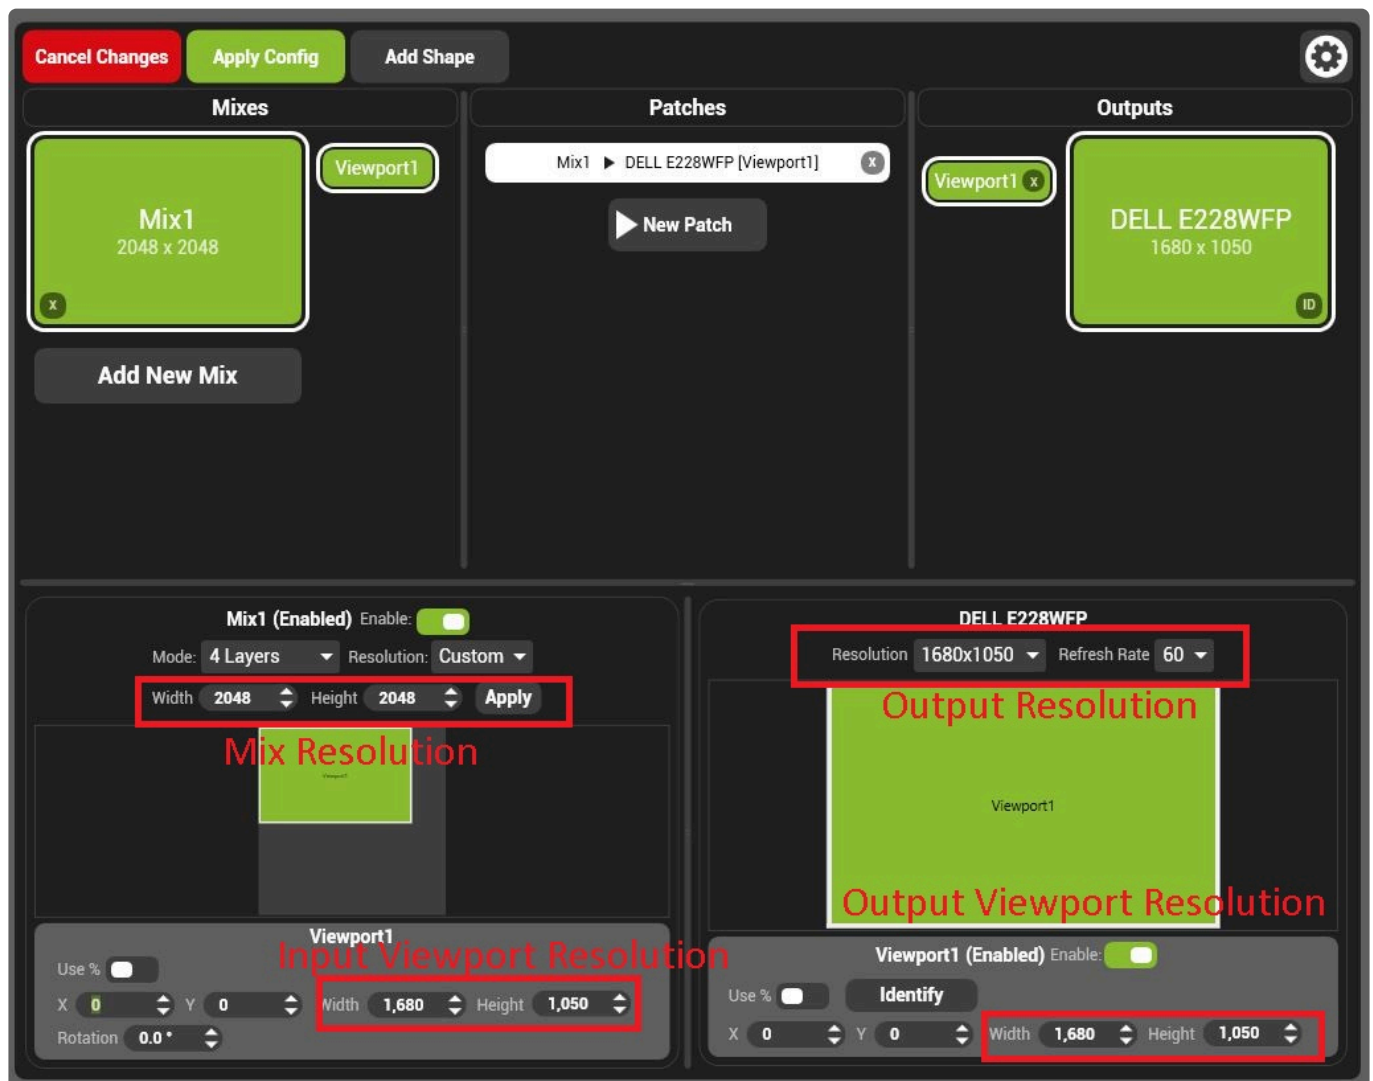 Cancel Changes
Apply Config
Add Shape
Mixes
Patches
Outputs
Viewport1
Mix1
2048 x 2048
X
Mix1 ▶ DELL E228WFP [Viewport1] X
New Patch
Viewport1 X
DELL E228WFP
1680 x 1050
ID
Add New Mix
Mix1 (Enabled) Enable:
Mode: 4 Layers Resolution: Custom
Width 2048 Height 2048 Apply
Mix Resolution
Viewport1
Viewport1
Input Viewport Resolution
Use %
X 0 Y 0 Width 1,680 Height 1,050
Rotation 0.0 °
DELL E228WFP
Resolution 1680x1050 Refresh Rate 60
Output Resolution
Viewport1
Output Viewport Resolution
Viewport1 (Enabled) Enable:
Use % Identify
X 0 Y 0 Width 1,680 Height 1,050